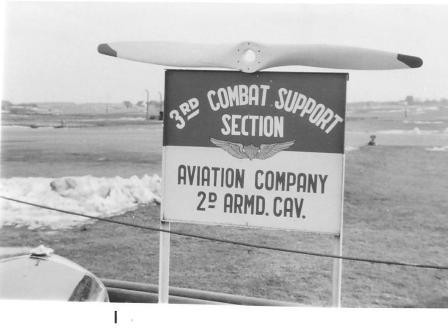 3RD COMBAT SUPPORT
SECTION
AVIATION COMPANY
2D ARMD. CAV.